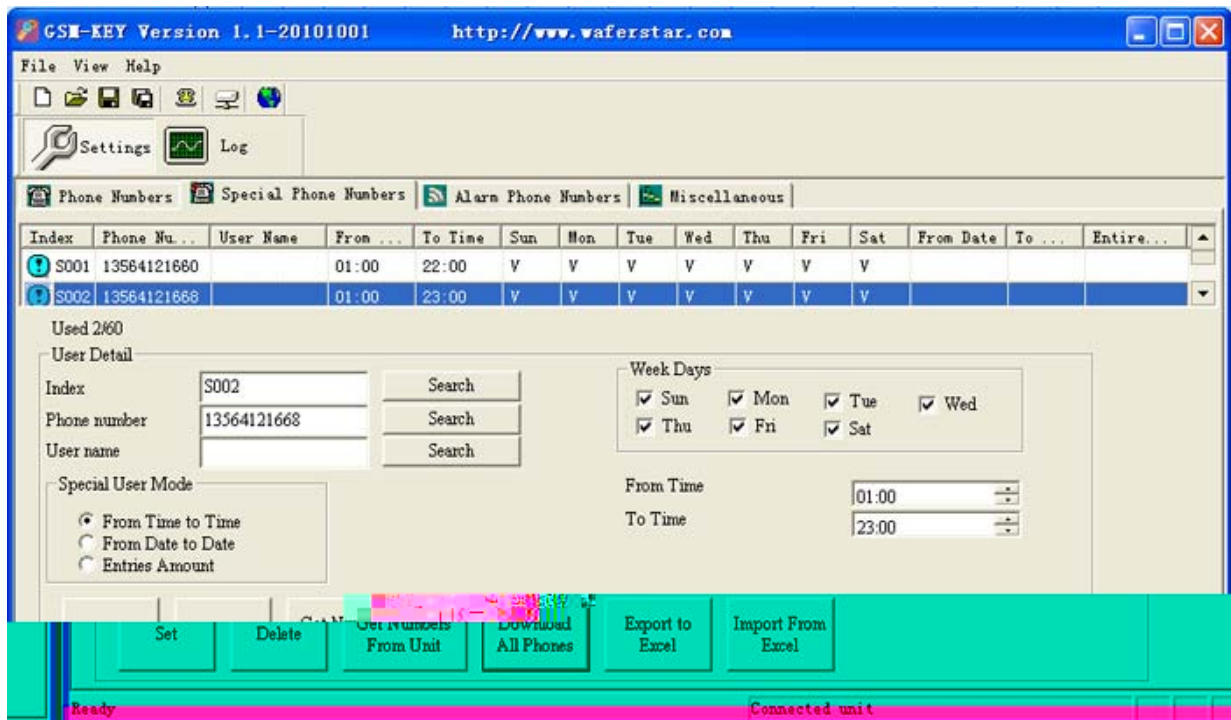 GSM-KEY Version 1.1-20101001 http://www.waferstar.com
File View Help
Settings Log
Phone Numbers Special Phone Numbers Alarm Phone Numbers Miscellaneous
Index Phone Nu... User Name From ... To Time Sun Mon Tue Wed Thu Fri Sat From Date To ... Entire...
S001 13564121660 01:00 22:00 V V V V V V V
S002 13564121668 01:00 23:00 V V V V V V V
Used 2/60
User Detail
Index S002 Search
Phone number 13564121668 Search
User name Search
Week Days
Sun Mon Tue Wed
Thu Fri Sat
Special User Mode
From Time to Time
From Date to Date
Entries Amount
From Time 01:00
To Time 23:00
Set Delete Get Numbers From Unit Download All Phones Export to Excel Import From Excel
Ready Connected unit